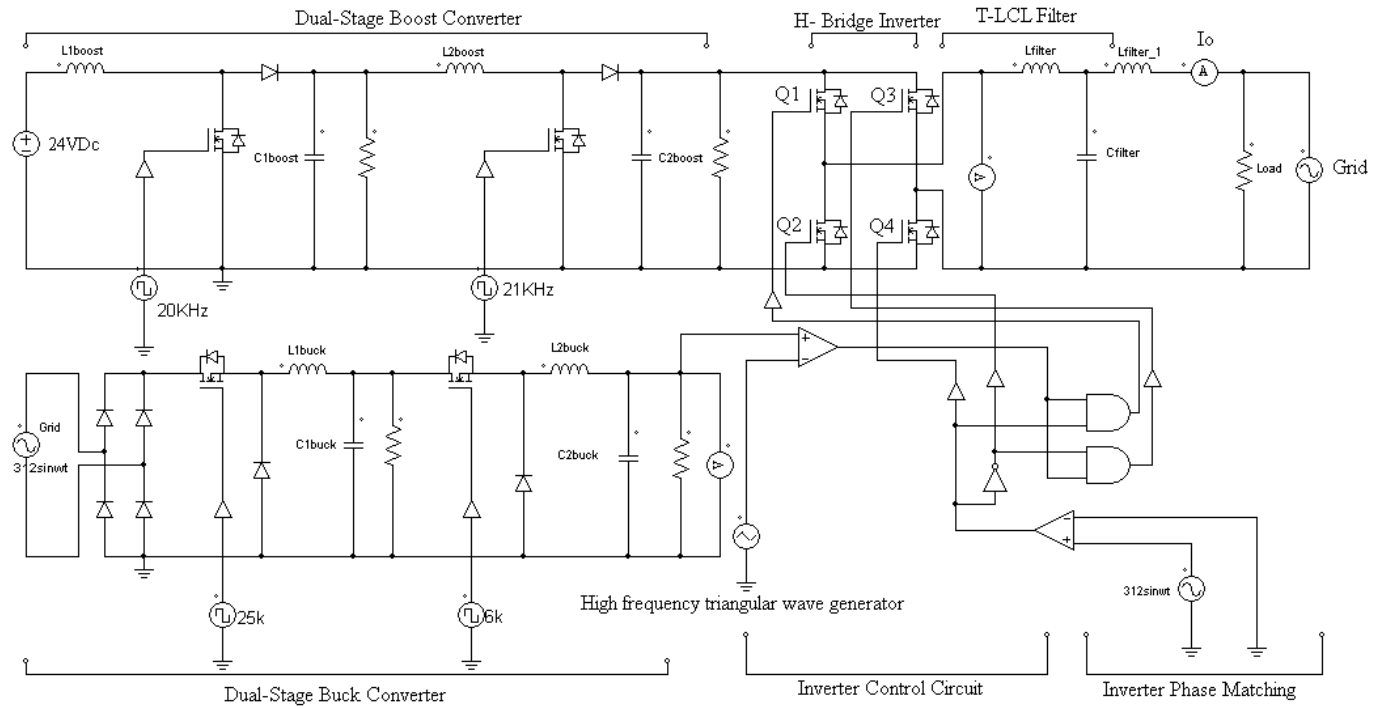 Dual-Stage Boost Converter
H- Bridge Inverter
T-LCL Filter
L1boost
L2boost
Lfilter
Lfilter_1
Io
A
Q1
Q3
24VDc
C1boost
C2boost
Cfilter
Load
Grid
V
Q2
Q4
20KHz
21KHz
L1buck
L2buck
Grid
312sinwt
C1buck
C2buck
V
312sinwt
High frequency triangular wave generator
25k
6k
Dual-Stage Buck Converter
Inverter Control Circuit
Inverter Phase Matching